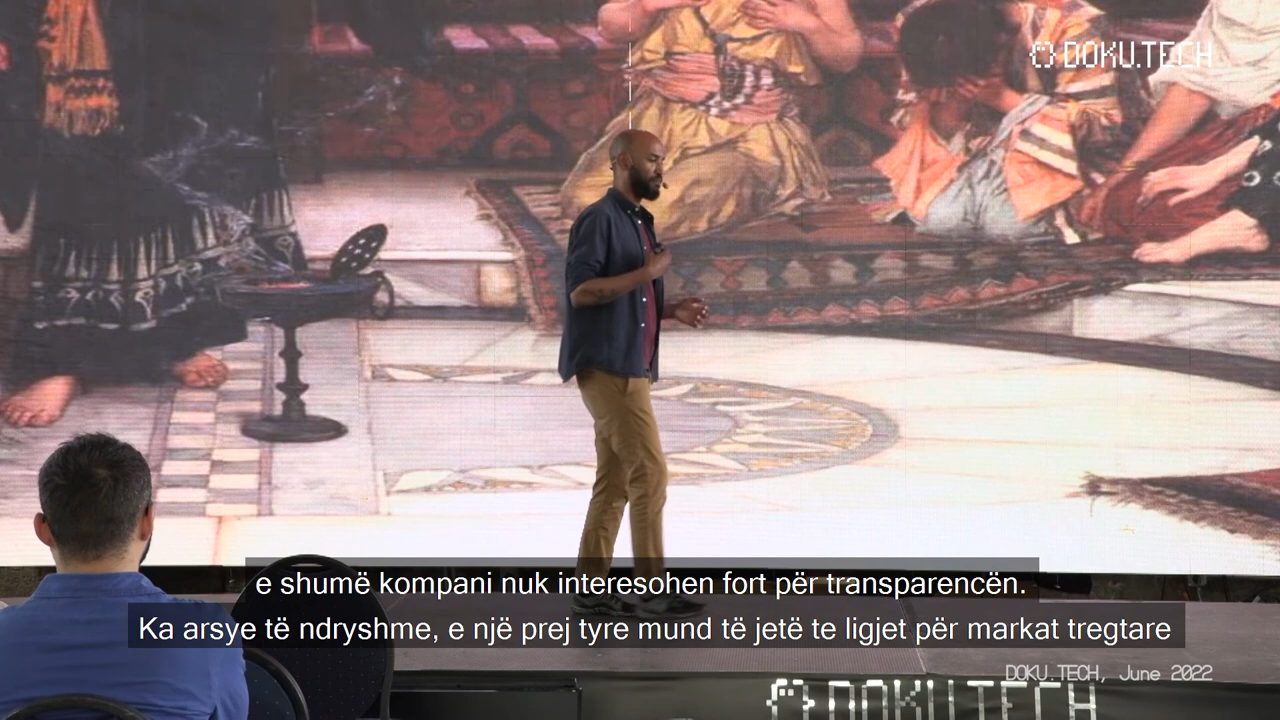 DOKU.TECH
e shumë kompani nuk interesohen fort për transparencën.
Ka arsye të ndryshme, e një prej tyre mund të jetë te ligjet për markat tregtare
DOKU.TECH, June 2022
DOKU.TECH